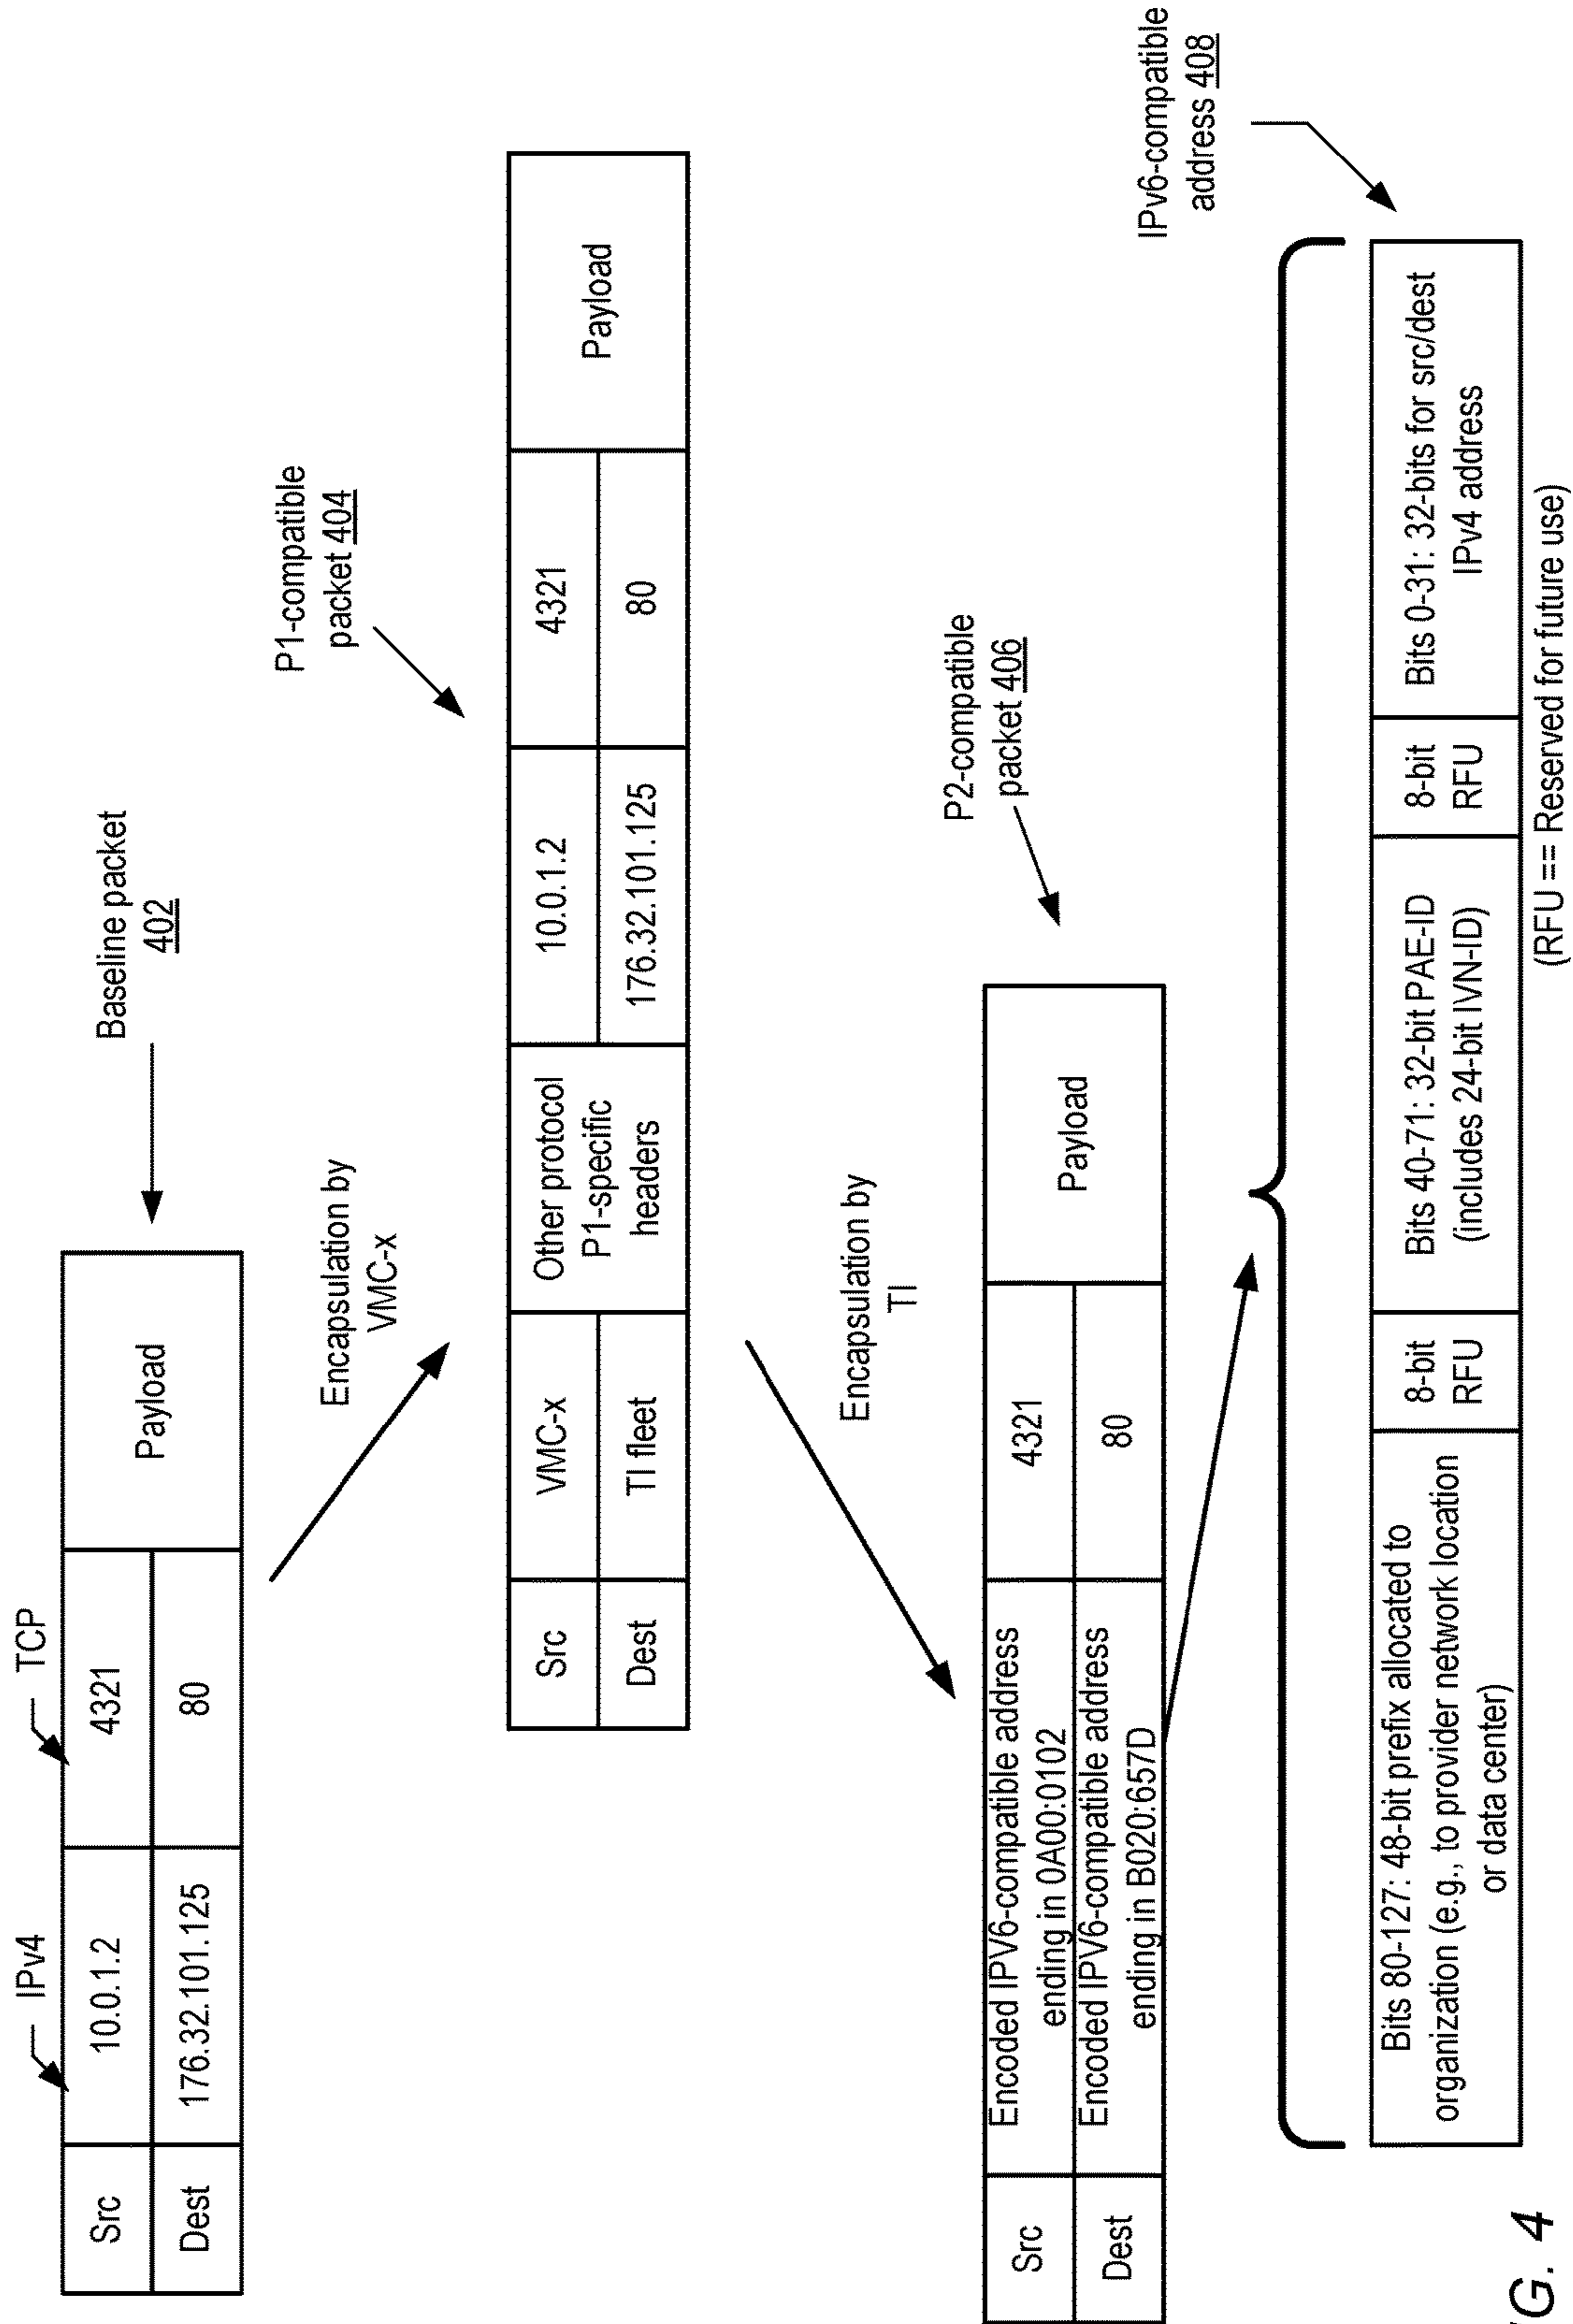 IPv4
TCP
Src
10.0.1.2
4321
Payload
Dest
176.32.101.125
80
Baseline packet
402
Encapsulation by
VMC-x
P1-compatible
packet 404
Src
VMC-x
Other protocol
P1-specific
headers
10.0.1.2
4321
Payload
Dest
TI fleet
176.32.101.125
80
Encapsulation by
TI
P2-compatible
packet 406
Src
Encoded IPV6-compatible address
ending in 0A00:0102
4321
Payload
Dest
Encoded IPV6-compatible address
ending in B020:657D
80
IPv6-compatible
address 408
Bits 80-127: 48-bit prefix allocated to
organization (e.g., to provider network location
or data center)
8-bit
RFU
Bits 40-71: 32-bit PAE-ID
(includes 24-bit IVN-ID)
8-bit
RFU
Bits 0-31: 32-bits for src/dest
IPv4 address
(RFU == Reserved for future use)
G. 4